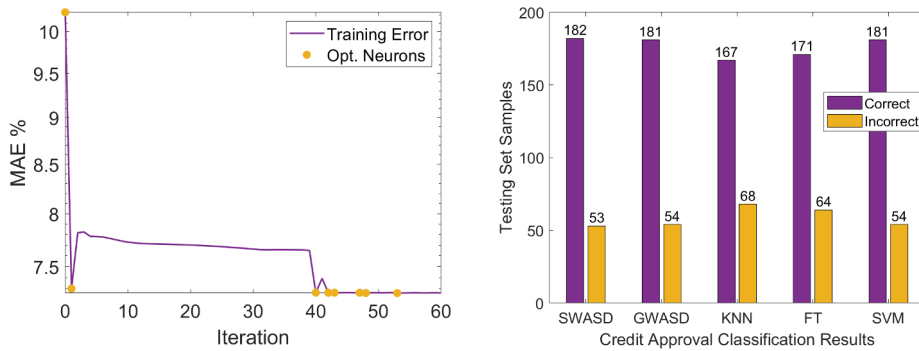 10
9.5
9
8.5
8
7.5
MAE %
0
10
20
30
40
50
60
Iteration
Training Error
Opt. Neurons
200
150
100
50
0
Testing Set Samples
182
53
181
54
167
68
171
64
181
54
Correct
Incorrect
SWASD
GWASD
KNN
FT
SVM
Credit Approval Classification Results